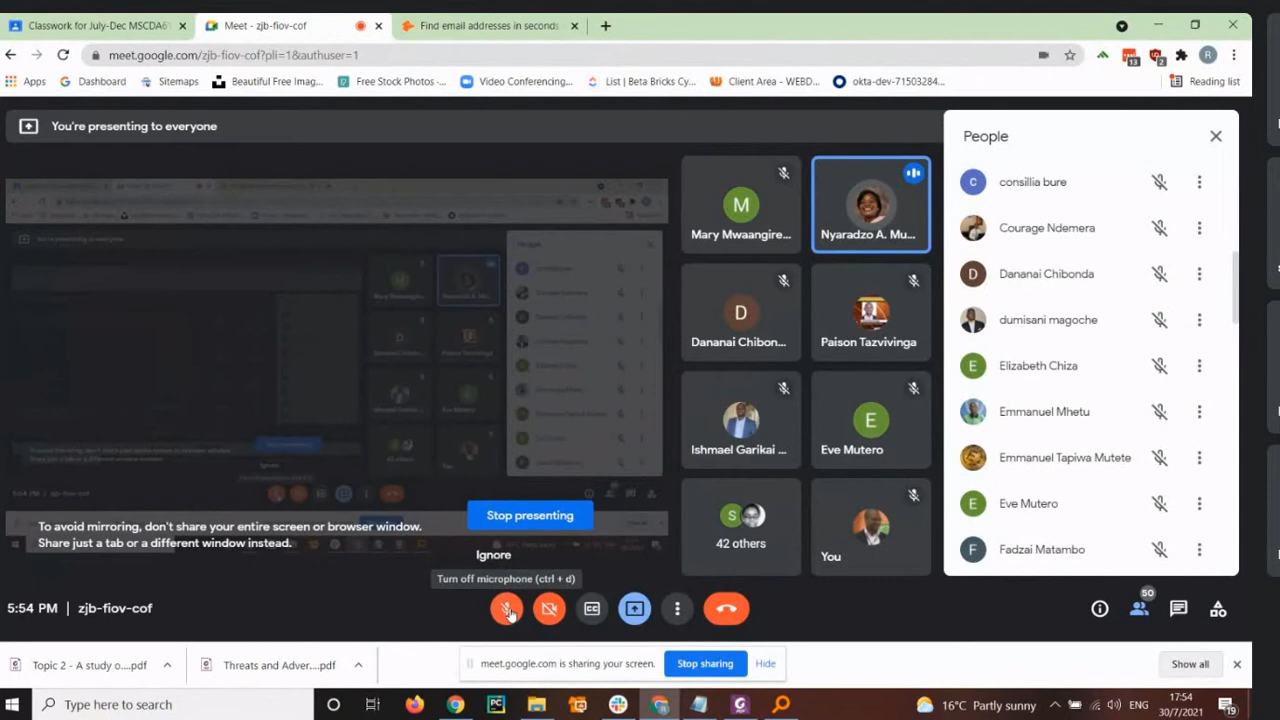 Classwork for July-Dec MSCDA6
Meet - zjb-fiov-cof
Find email addresses in seconds
meet.google.com/zjb-fiov-cof?pli=1&authuser=1
R
13
2
Apps
Dashboard
Sitemaps
Beautiful Free Imag...
Free Stock Photos -...
Video Conferencing...
List | Beta Bricks Cy...
Client Area - WEBD...
okta-dev-71503284...
Reading list
You're presenting to everyone
People
M
Mary Mwaangire...
Nyaradzo A. Mu...
D
Dananai Chibon...
Paison Tazvivinga
Ishmael Garikai ...
E
Eve Mutero
S
42 others
You
C
consillia bure
Courage Ndemera
D
Dananai Chibonda
dumisani magoche
E
Elizabeth Chiza
Emmanuel Mhetu
Emmanuel Tapiwa Mutete
E
Eve Mutero
F
Fadzai Matambo
To avoid mirroring, don't share your entire screen or browser window.
Share just a tab or a different window instead.
Stop presenting
Ignore
Turn off microphone (ctrl + d)
5:54 PM | zjb-fiov-cof
CC
50
Topic 2 - A study o....pdf
Threats and Adver....pdf
meet.google.com is sharing your screen.
Stop sharing
Hide
Show all
Type here to search
PC
16°C Partly sunny
ENG
17:54
30/7/2021
19